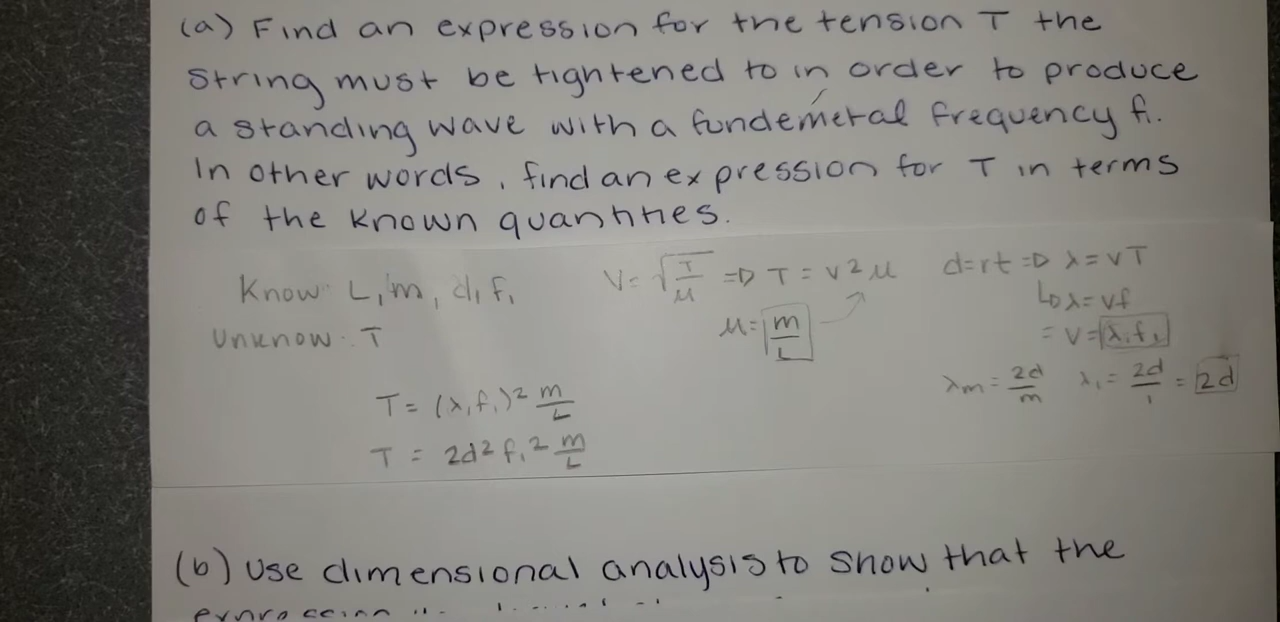 (a) Find an expression for the tension T the
string must be tightened to in order to produce
a standing wave with a fundemetal frequency f₁.
In other words, find an expression for T in terms
of the known quantities.
Know: L, m, d, f₁
Unknow: T
V = √(T/μ) => T = v²μ
μ = m/L
d=rt => λ = vT
↳ λ = vf
= v = λ₁f₁
λm = 2d/m λ₁ = 2d/1 = 2d
T = (λ₁f₁)² m/L
T = 2d² f₁² m/L
(b) Use dimensional analysis to show that the